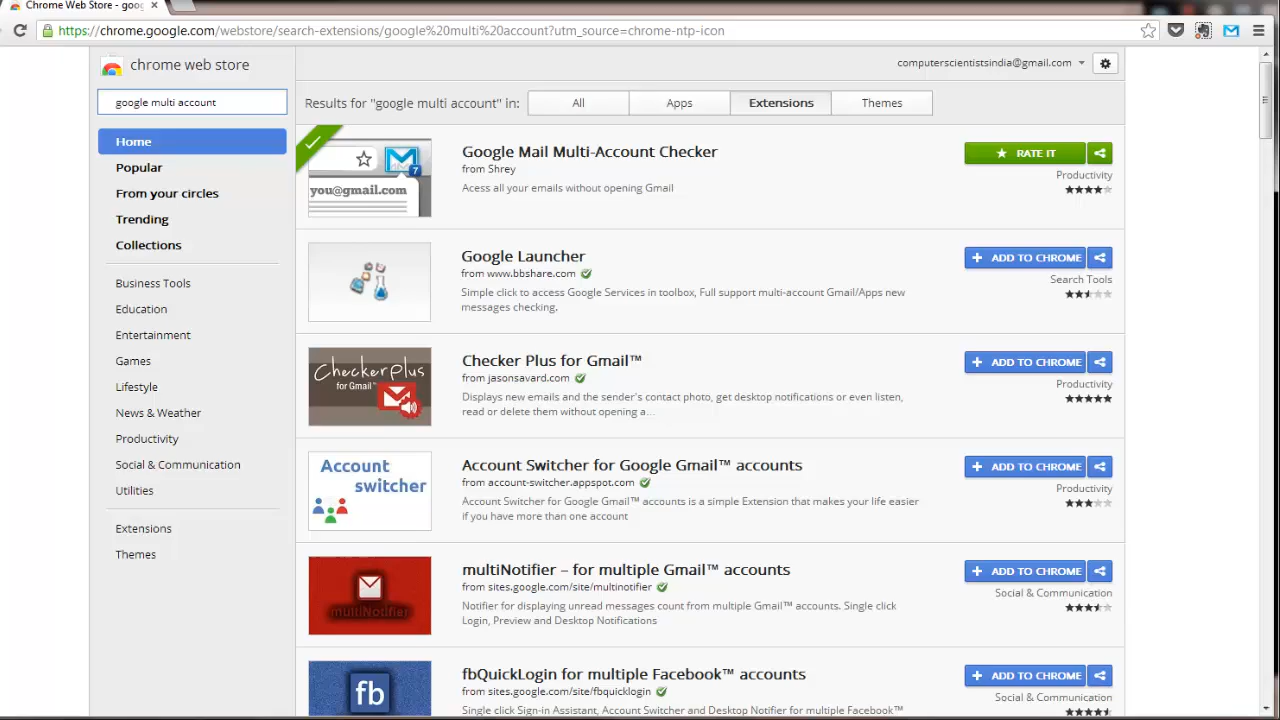 Chrome Web Store - goog
https://chrome.google.com/webstore/search-extensions/google%20multi%20account?utm_source=chrome-ntp-icon
chrome web store
computerscientistsindia@gmail.com
google multi account
Results for "google multi account" in:
All
Apps
Extensions
Themes
Home
Popular
From your circles
Trending
Collections
Business Tools
Education
Entertainment
Games
Lifestyle
News & Weather
Productivity
Social & Communication
Utilities
Extensions
Themes
7
you@gmail.com
Google Mail Multi-Account Checker
from Shrey
Acess all your emails without opening Gmail
RATE IT
Productivity
Google Launcher
from www.bbshare.com
Simple click to access Google Services in toolbox, Full support multi-account Gmail/Apps new
messages checking.
ADD TO CHROME
Search Tools
Checker Plus
for Gmail™
Checker Plus for Gmail™
from jasonsavard.com
Displays new emails and the sender's contact photo, get desktop notifications or even listen,
read or delete them without opening a...
ADD TO CHROME
Productivity
Account
switcher
Account Switcher for Google Gmail™ accounts
from account-switcher.appspot.com
Account Switcher for Google Gmail™ accounts is a simple Extension that makes your life easier
if you have more than one account
ADD TO CHROME
Productivity
multiNotifier
multiNotifier – for multiple Gmail™ accounts
from sites.google.com/site/multinotifier
Notifier for displaying unread messages count from multiple Gmail™ accounts. Single click
Login, Preview and Desktop Notifications
ADD TO CHROME
Social & Communication
fb
fbQuickLogin for multiple Facebook™ accounts
from sites.google.com/site/fbquicklogin
Single click Sign-in Assistant, Account Switcher and Desktop Notifier for multiple Facebook™
ADD TO CHROME
Social & Communication